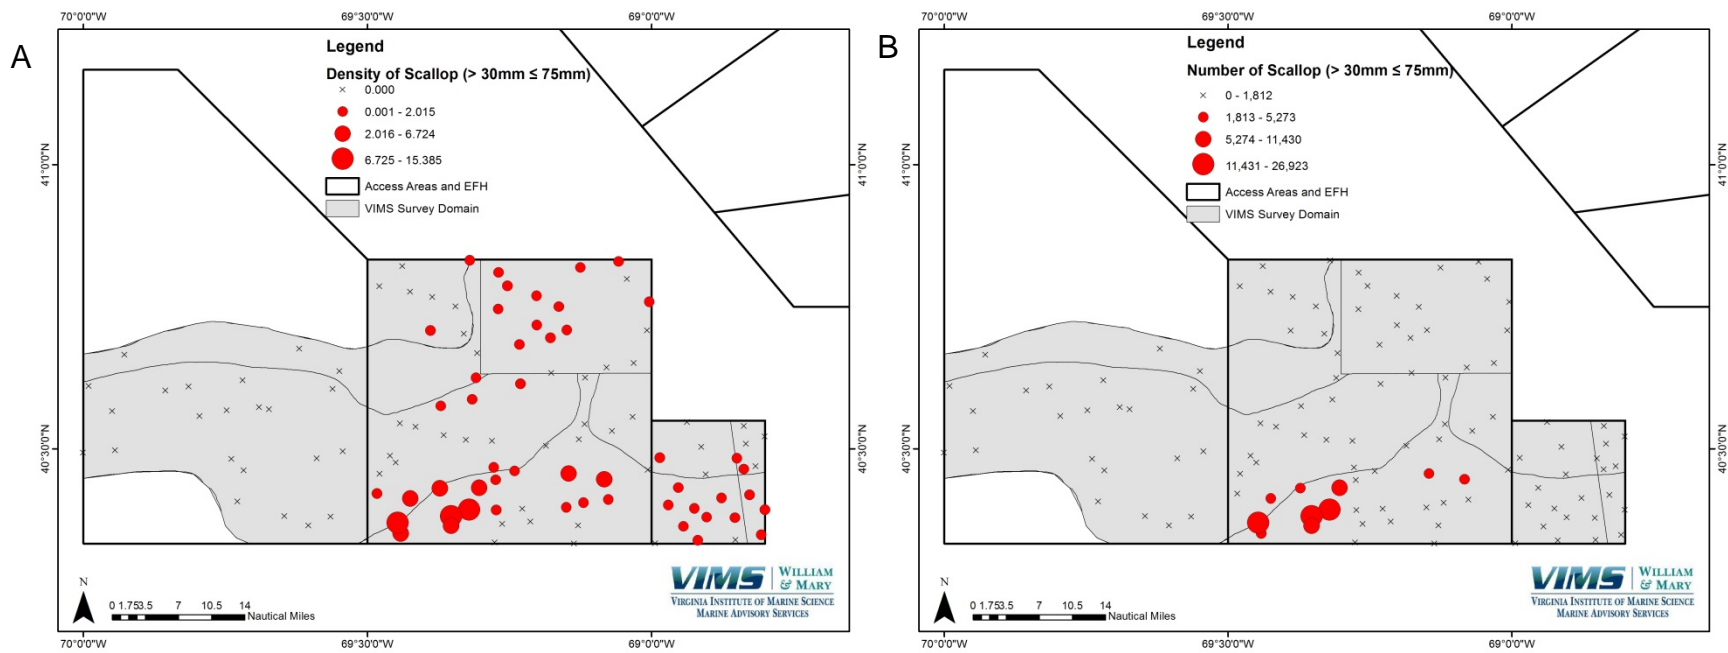 A
70°0'0"W
69°30'0"W
69°0'0"W
Legend
Density of Scallop (> 30mm ≤ 75mm)
0.000
0.001 - 2.015
2.016 - 6.724
6.725 - 15.385
Access Areas and EFH
VIMS Survey Domain
41°0'0"N
41°0'0"N
40°30'0"N
40°30'0"N
N
0 1.753.5 7 10.5 14
Nautical Miles
VIMS WILLIAM
& MARY
VIRGINIA INSTITUTE OF MARINE SCIENCE
MARINE ADVISORY SERVICES
70°0'0"W
69°30'0"W
69°0'0"W
B
70°0'0"W
69°30'0"W
69°0'0"W
Legend
Number of Scallop (> 30mm ≤ 75mm)
0 - 1,812
1,813 - 5,273
5,274 - 11,430
11,431 - 26,923
Access Areas and EFH
VIMS Survey Domain
41°0'0"N
41°0'0"N
40°30'0"N
40°30'0"N
N
0 1.753.5 7 10.5 14
Nautical Miles
VIMS WILLIAM
& MARY
VIRGINIA INSTITUTE OF MARINE SCIENCE
MARINE ADVISORY SERVICES
70°0'0"W
69°30'0"W
69°0'0"W